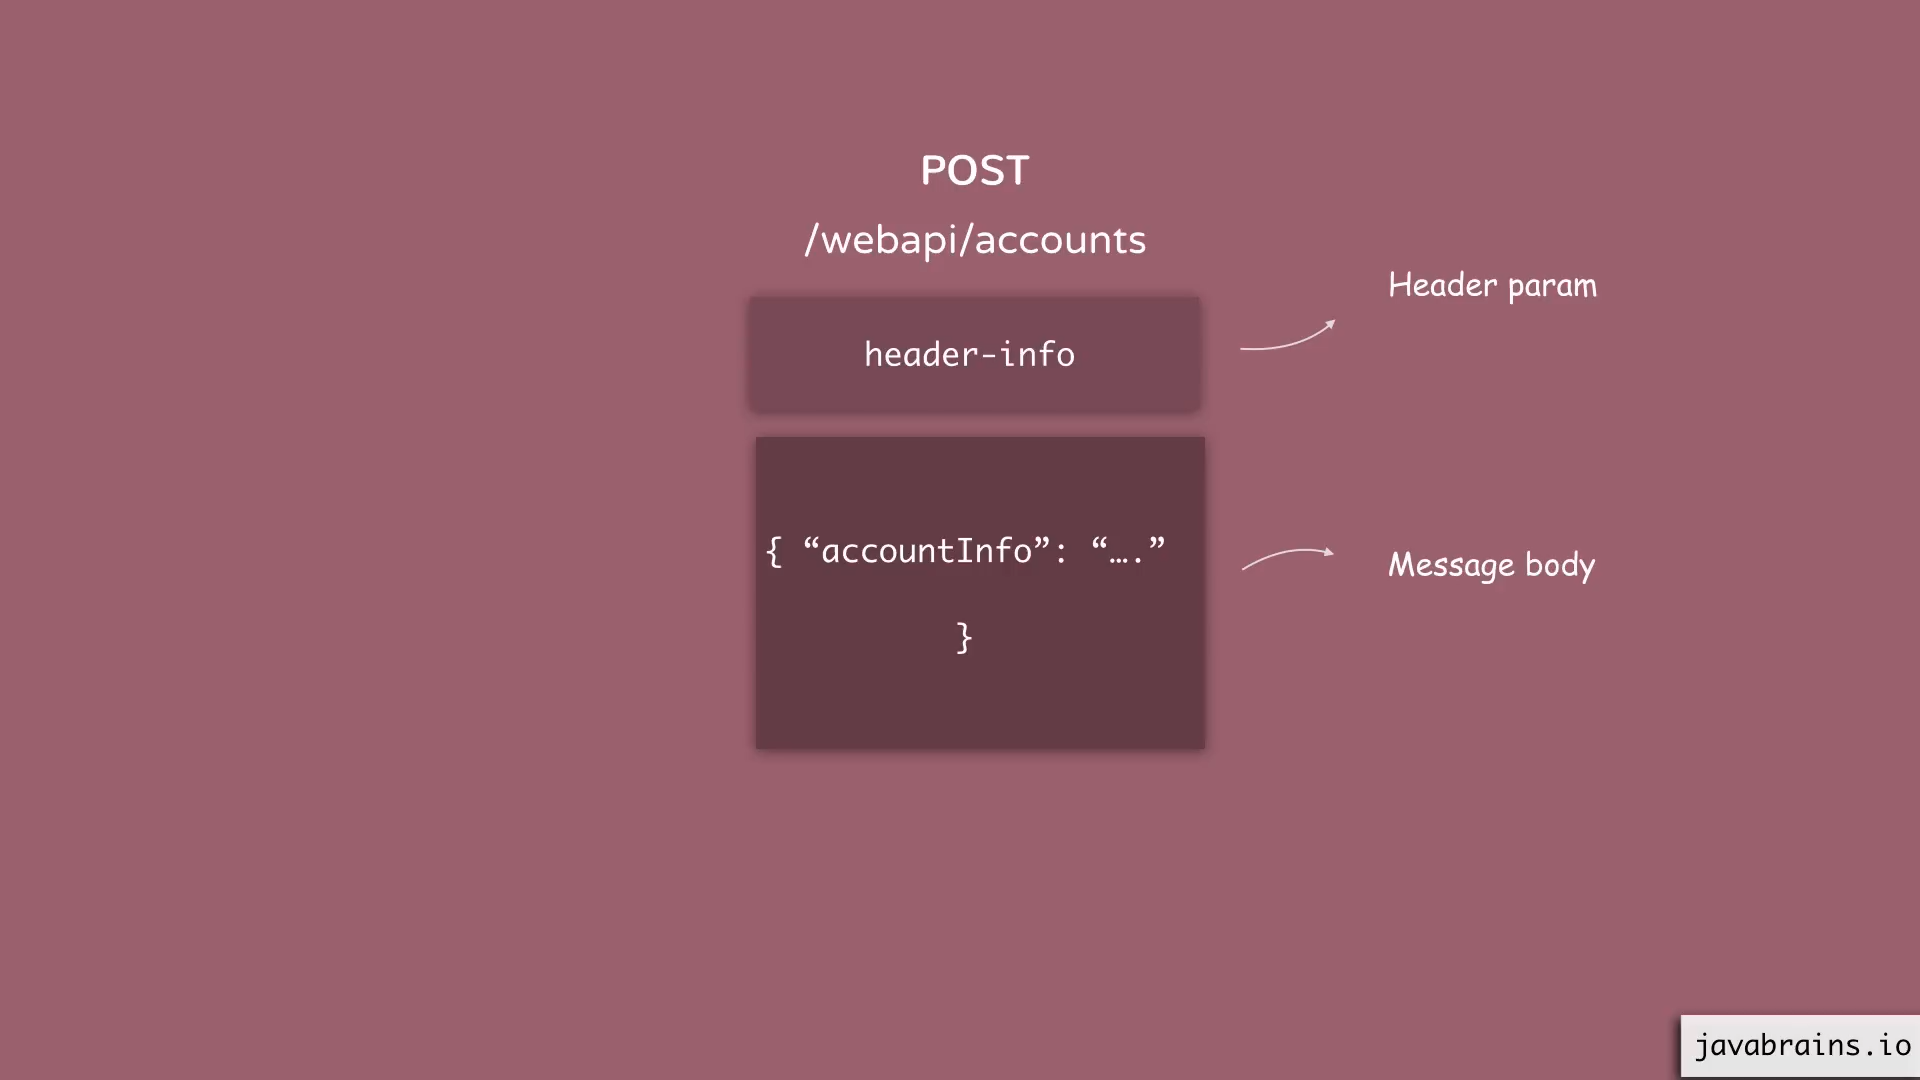 POST
/webapi/accounts
Header param
header-info
{ “accountInfo”: “….”
Message body
}
javabrains.io